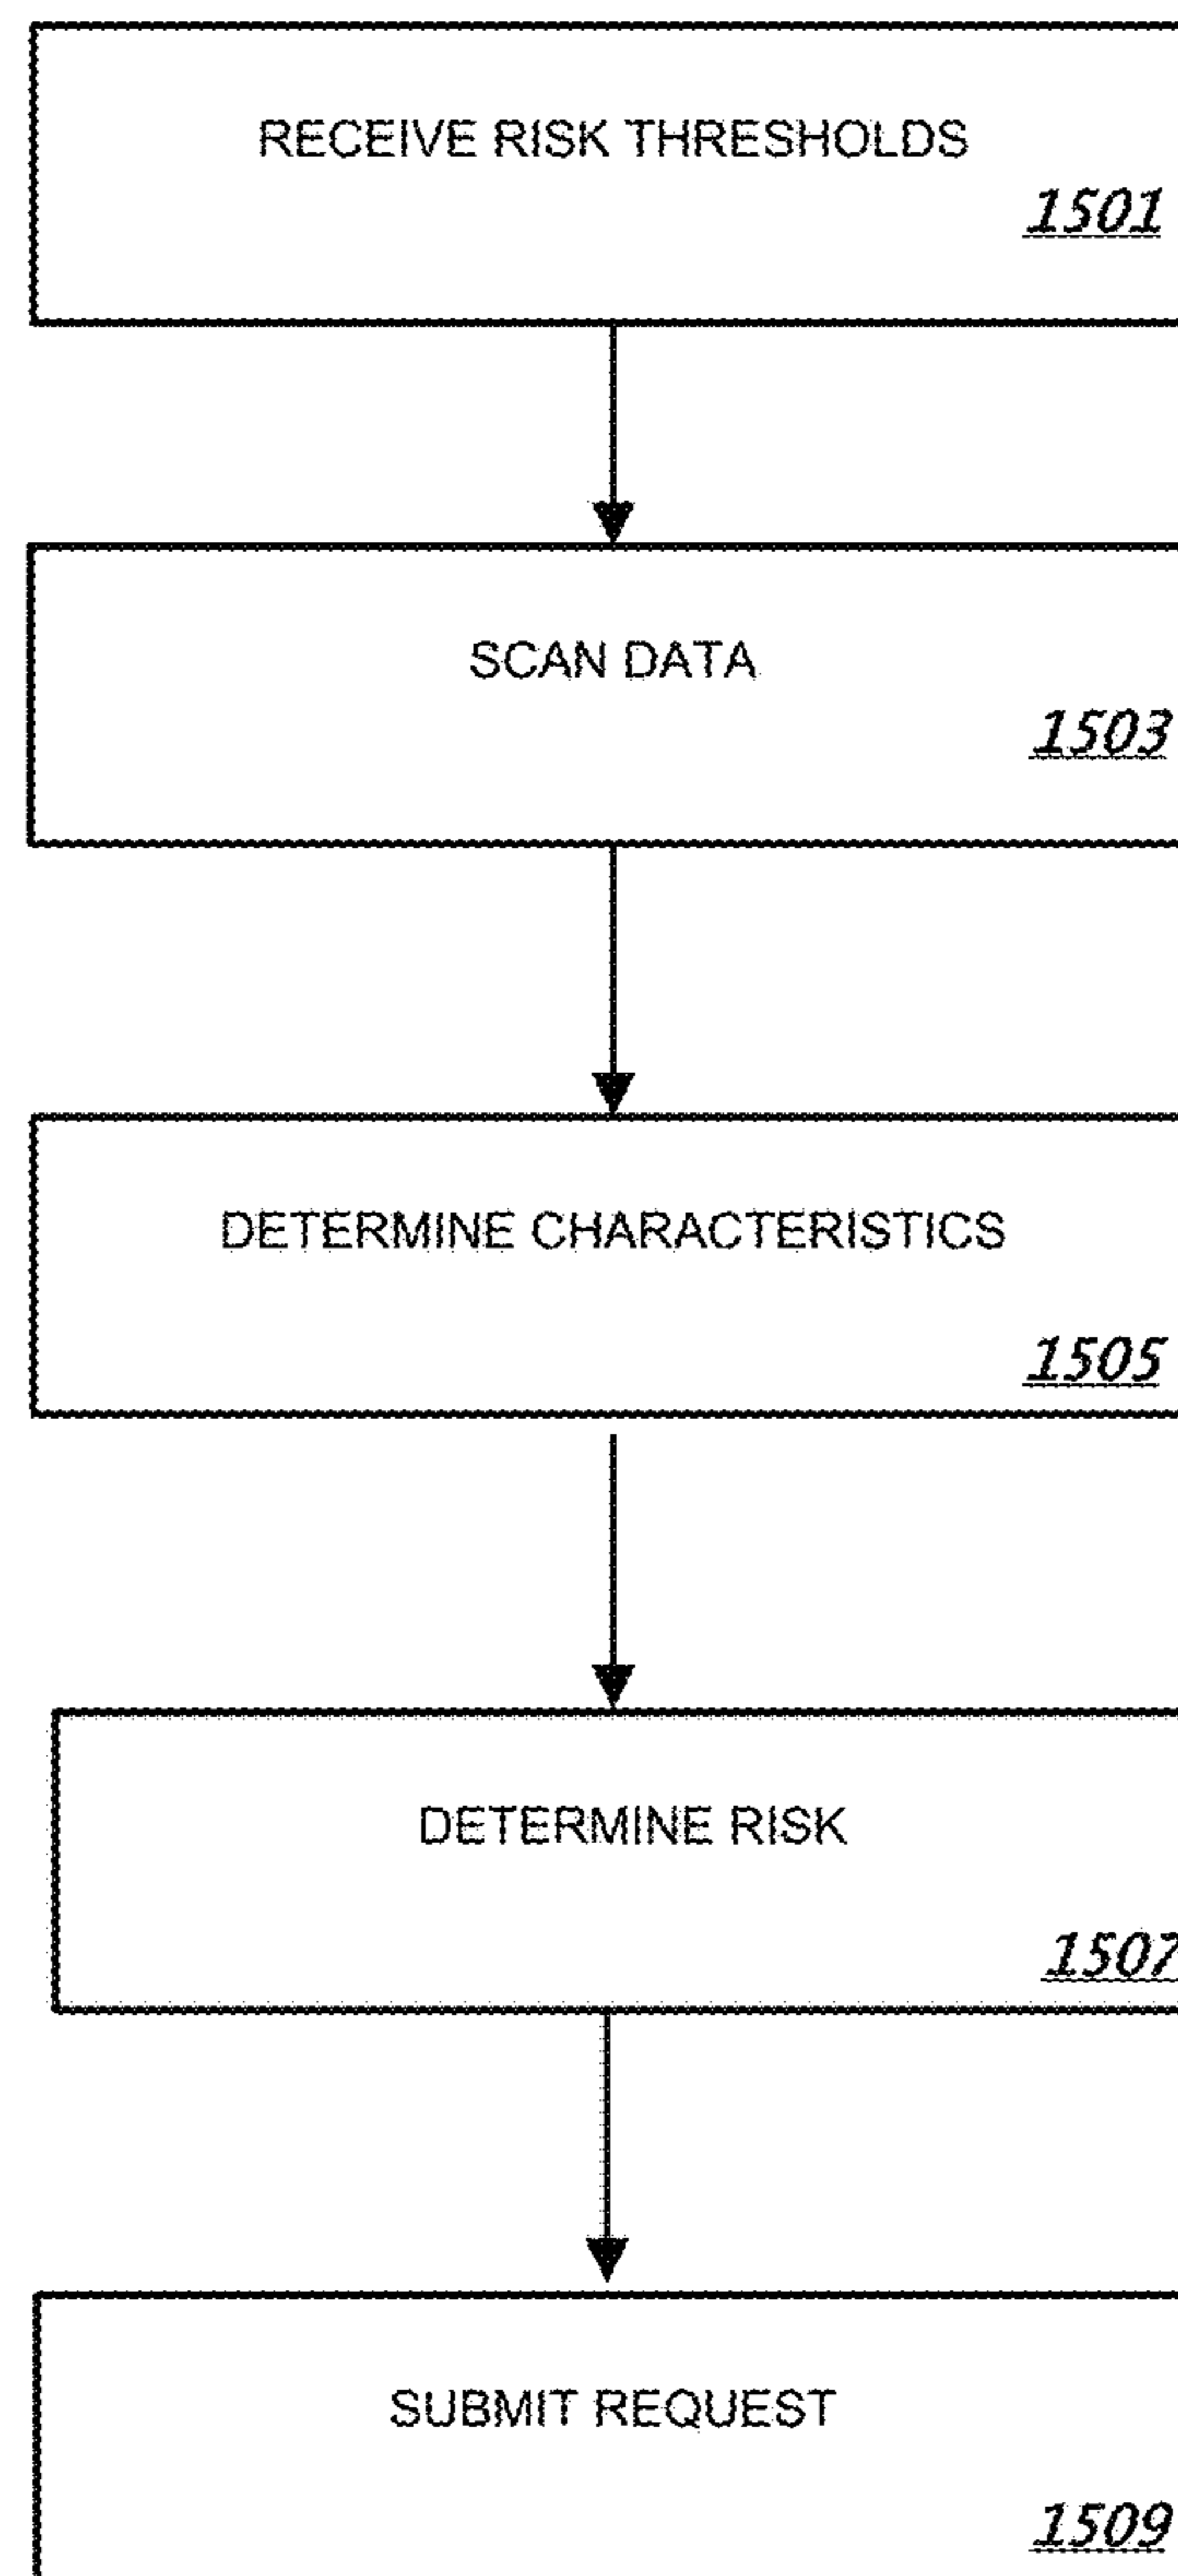 RECEIVE RISK THRESHOLDS
1501
SCAN DATA
1503
DETERMINE CHARACTERISTICS
1505
DETERMINE RISK
1507
SUBMIT REQUEST
1509